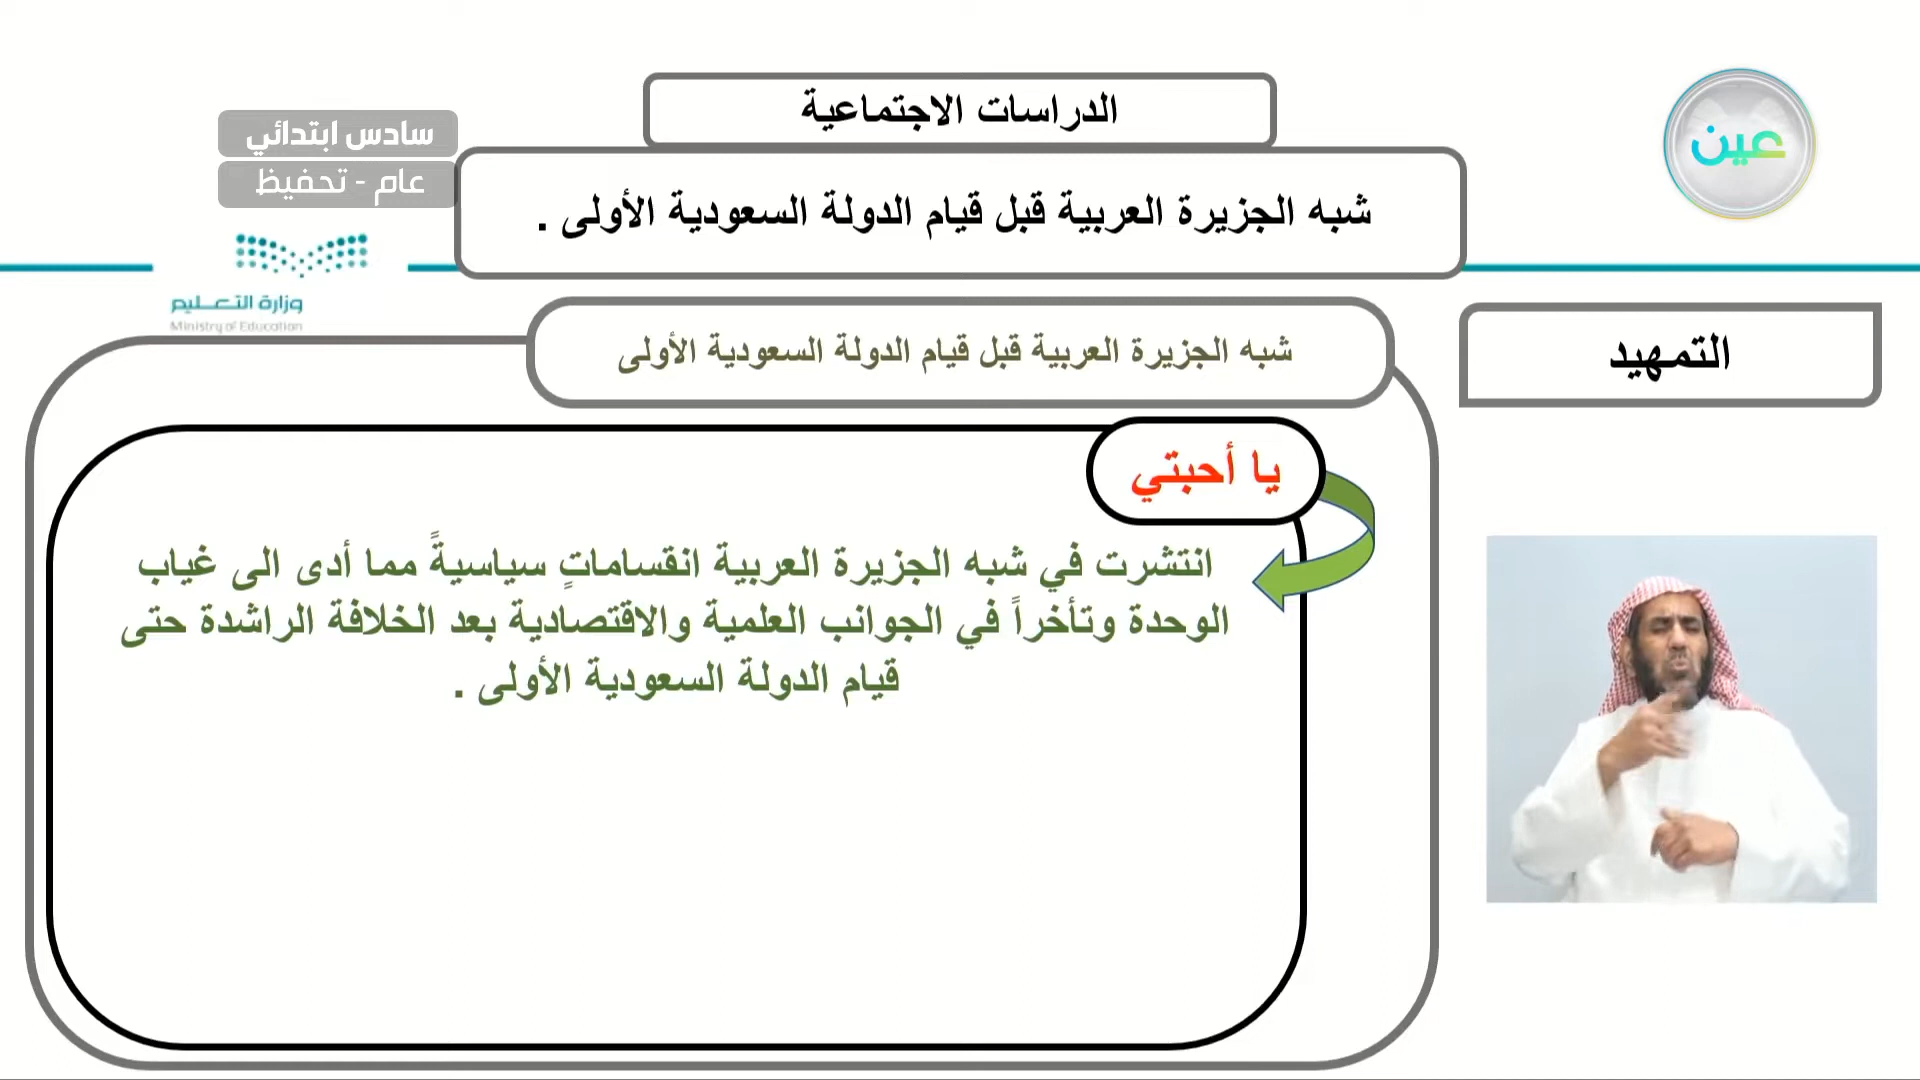 الدراسات الاجتماعية
عين
سادس ابتدائي
عام - تحفيظ
شبه الجزيرة العربية قبل قيام الدولة السعودية الأولى .
وزارة التعليم
Ministry of Education
شبه الجزيرة العربية قبل قيام الدولة السعودية الأولى
التمهيد
يا أحبتي
انتشرت في شبه الجزيرة العربية انقساماتٍ سياسيةً مما أدى الى غياب
الوحدة وتأخراً في الجوانب العلمية والاقتصادية بعد الخلافة الراشدة حتى
قيام الدولة السعودية الأولى .